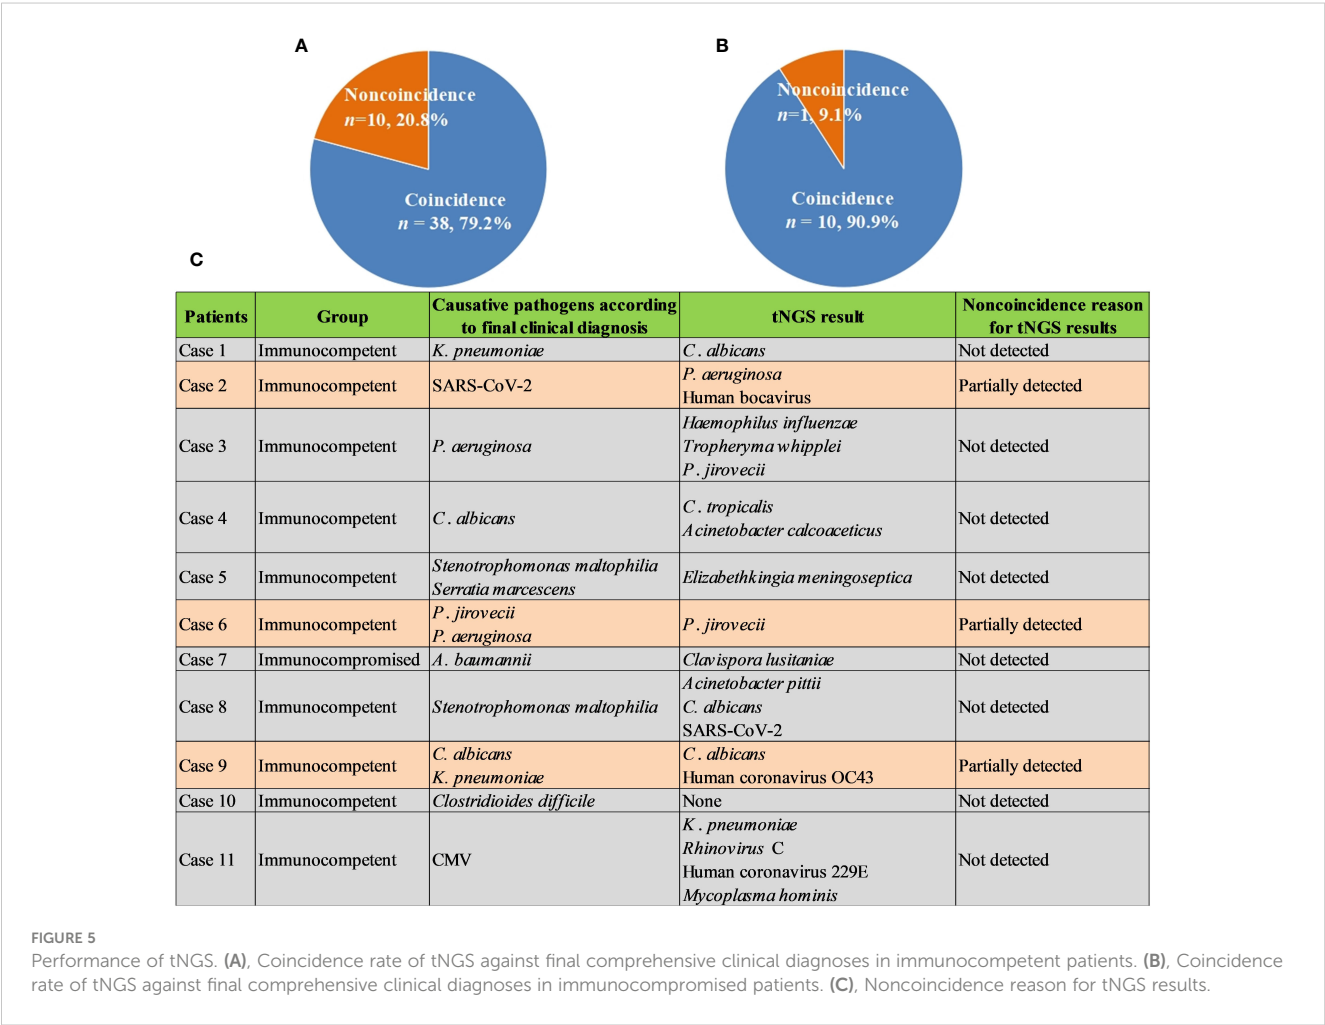 A
Noncoincidence
n=10, 20.8%
Coincidence
n = 38, 79.2%
B
Noncoincidence
n=1, 9.1%
Coincidence
n = 10, 90.9%
C
Patients Group Causative pathogens according to final clinical diagnosis tNGS result Noncoincidence reason for tNGS results
Case 1 Immunocompetent K. pneumoniae C. albicans Not detected
Case 2 Immunocompetent SARS-CoV-2 P. aeruginosa Human bocavirus Partially detected
Case 3 Immunocompetent P. aeruginosa Haemophilus influenzae Tropheryma whipplei P. jirovecii Not detected
Case 4 Immunocompetent C. albicans C. tropicalis Acinetobacter calcoaceticus Not detected
Case 5 Immunocompetent Stenotrophomonas maltophilia Serratia marcescens Elizabethkingia meningoseptica Not detected
Case 6 Immunocompetent P. jirovecii P. aeruginosa P. jirovecii Partially detected
Case 7 Immunocompromised A. baumannii Clavispora lusitaniae Not detected
Case 8 Immunocompetent Stenotrophomonas maltophilia Acinetobacter pittii C. albicans SARS-CoV-2 Not detected
Case 9 Immunocompetent C. albicans K. pneumoniae C. albicans Human coronavirus OC43 Partially detected
Case 10 Immunocompetent Clostridioides difficile None Not detected
Case 11 Immunocompetent CMV K. pneumoniae Rhinovirus C Human coronavirus 229E Mycoplasma hominis Not detected
FIGURE 5
Performance of tNGS. (A), Coincidence rate of tNGS against final comprehensive clinical diagnoses in immunocompetent patients. (B), Coincidence
rate of tNGS against final comprehensive clinical diagnoses in immunocompromised patients. (C), Noncoincidence reason for tNGS results.